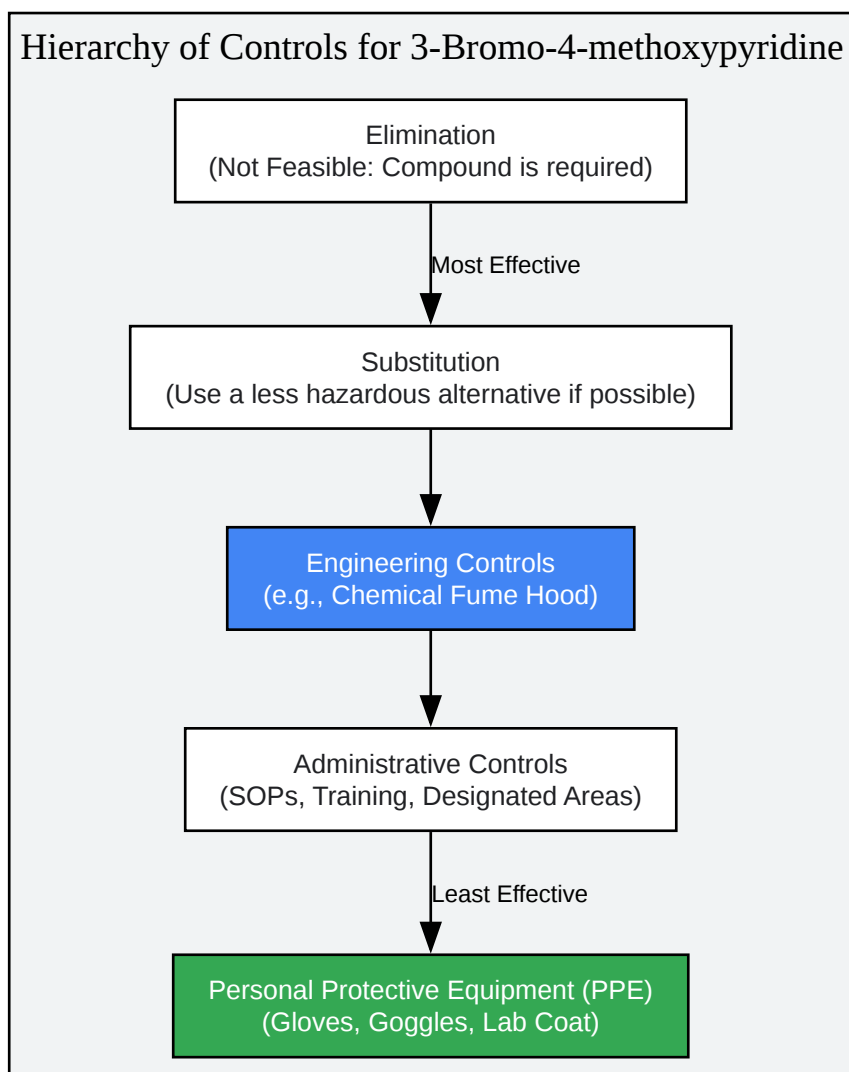 Hierarchy of Controls for 3-Bromo-4-methoxypyridine
Elimination
(Not Feasible: Compound is required)
Most Effective
Substitution
(Use a less hazardous alternative if possible)
Engineering Controls
(e.g., Chemical Fume Hood)
Administrative Controls
(SOPs, Training, Designated Areas)
Least Effective
Personal Protective Equipment (PPE)
(Gloves, Goggles, Lab Coat)